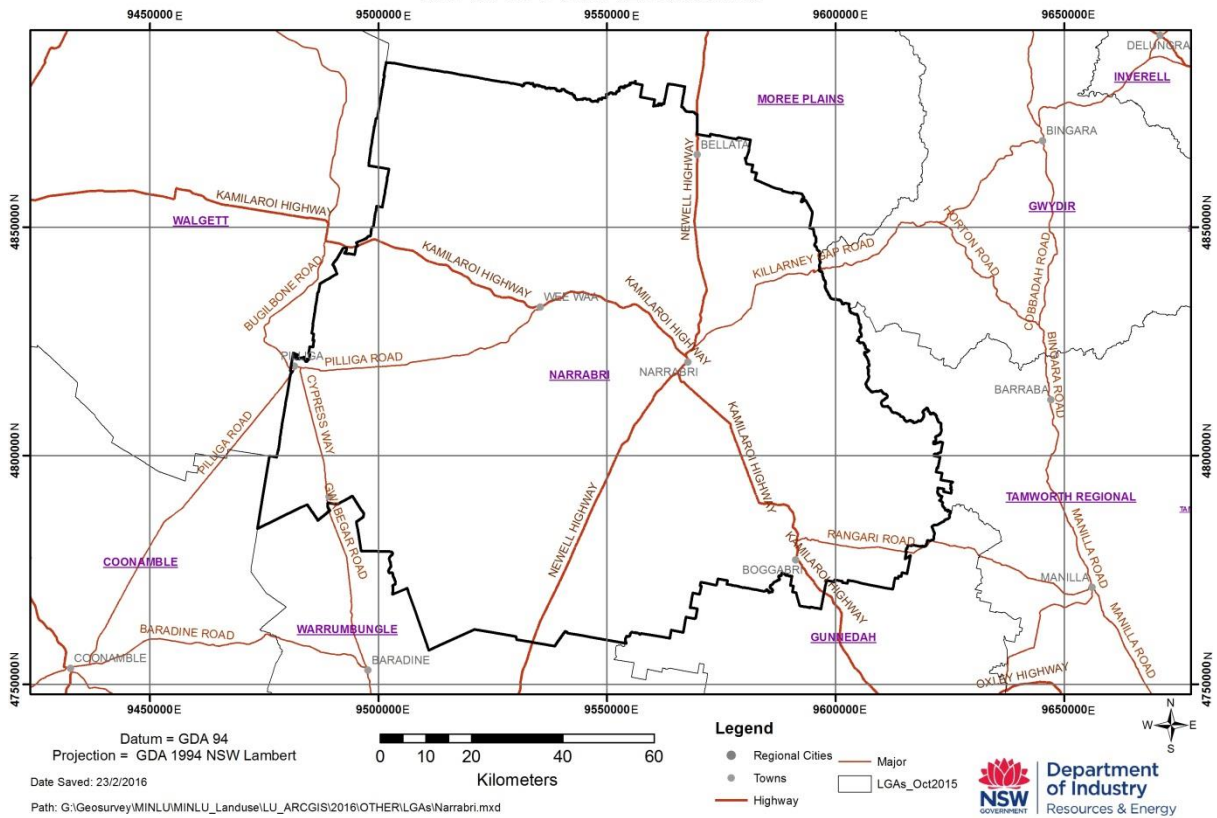 9450000 E
9500000 E
9550000 E
9600000 E
9650000 E
DELUNGRA
INVERELL
MOREE PLAINS
BINGARA
BELLATA
NEWELL HIGHWAY
4850000 N
KAMILAROI HIGHWAY
WALGETT
GWYDIR
4850000 N
HORTON ROAD
KILLARNEY GAP ROAD
COBBADAH ROAD
KAMILAROI HIGHWAY
BUGILBONE ROAD
WEE WAA
KAMILAROI HIGHWAY
PILLIGA
PILLIGA ROAD
NARRABRI
NARRABRI
BINGARA ROAD
BARRABA
CYPRESS WAY
PILLIGA ROAD
KAMILAROI HIGHWAY
4800000 N
4800000 N
GWABEGAR ROAD
NEWELL HIGHWAY
TAMWORTH REGIONAL
MANILLA ROAD
RANGARI ROAD
COONAMBLE
BOGGABRI
KAMILAROI HIGHWAY
MANILLA
MANILLA ROAD
BARADINE ROAD
WARRUMBUNGLE
GUNNEDAH
COONAMBLE
BARADINE
OXLEY HIGHWAY
4750000 N
4750000 N
9450000 E
9500000 E
9550000 E
9600000 E
9650000 E
N
W E
S
Datum = GDA 94
Projection = GDA 1994 NSW Lambert
0 10 20 40 60
Kilometers
Date Saved: 23/2/2016
Path: G:\Geosurvey\MINLU\MINLU_Landuse\LU_ARCGIS\2016\OTHER\LGAs\Narrabri.mxd
Legend
Regional Cities
Towns
Highway
Major
LGAs_Oct2015
NSW
GOVERNMENT
Department
of Industry
Resources & Energy